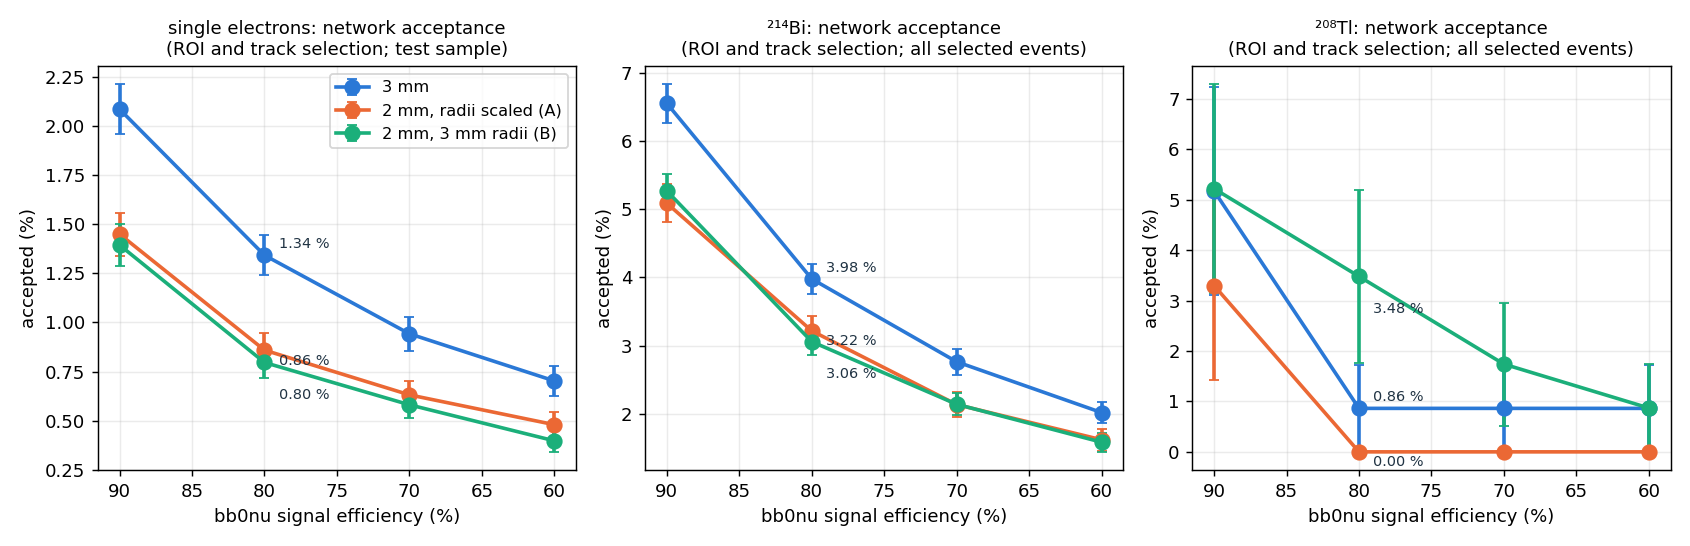 single electrons: network acceptance
(ROI and track selection; test sample)
accepted (%)
2.25
2.00
1.75
1.50
1.25
1.00
0.75
0.50
0.25
3 mm
2 mm, radii scaled (A)
2 mm, 3 mm radii (B)
1.34 %
0.86 %
0.80 %
90 85 80 75 70 65 60
bb0nu signal efficiency (%)
²¹⁴Bi: network acceptance
(ROI and track selection; all selected events)
accepted (%)
7
6
5
4
3
2
3.98 %
3.22 %
3.06 %
90 85 80 75 70 65 60
bb0nu signal efficiency (%)
²⁰⁸Tl: network acceptance
(ROI and track selection; all selected events)
accepted (%)
7
6
5
4
3
2
1
0
3.48 %
0.86 %
0.00 %
90 85 80 75 70 65 60
bb0nu signal efficiency (%)